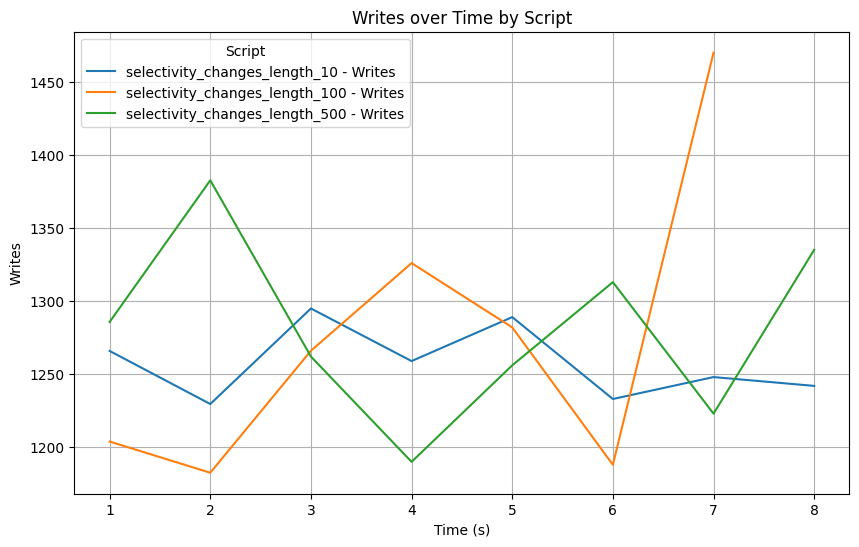 Writes over Time by Script
Script
selectivity_changes_length_10 - Writes
selectivity_changes_length_100 - Writes
selectivity_changes_length_500 - Writes
Writes
1450
1400
1350
1300
1250
1200
1 2 3 4 5 6 7 8
Time (s)